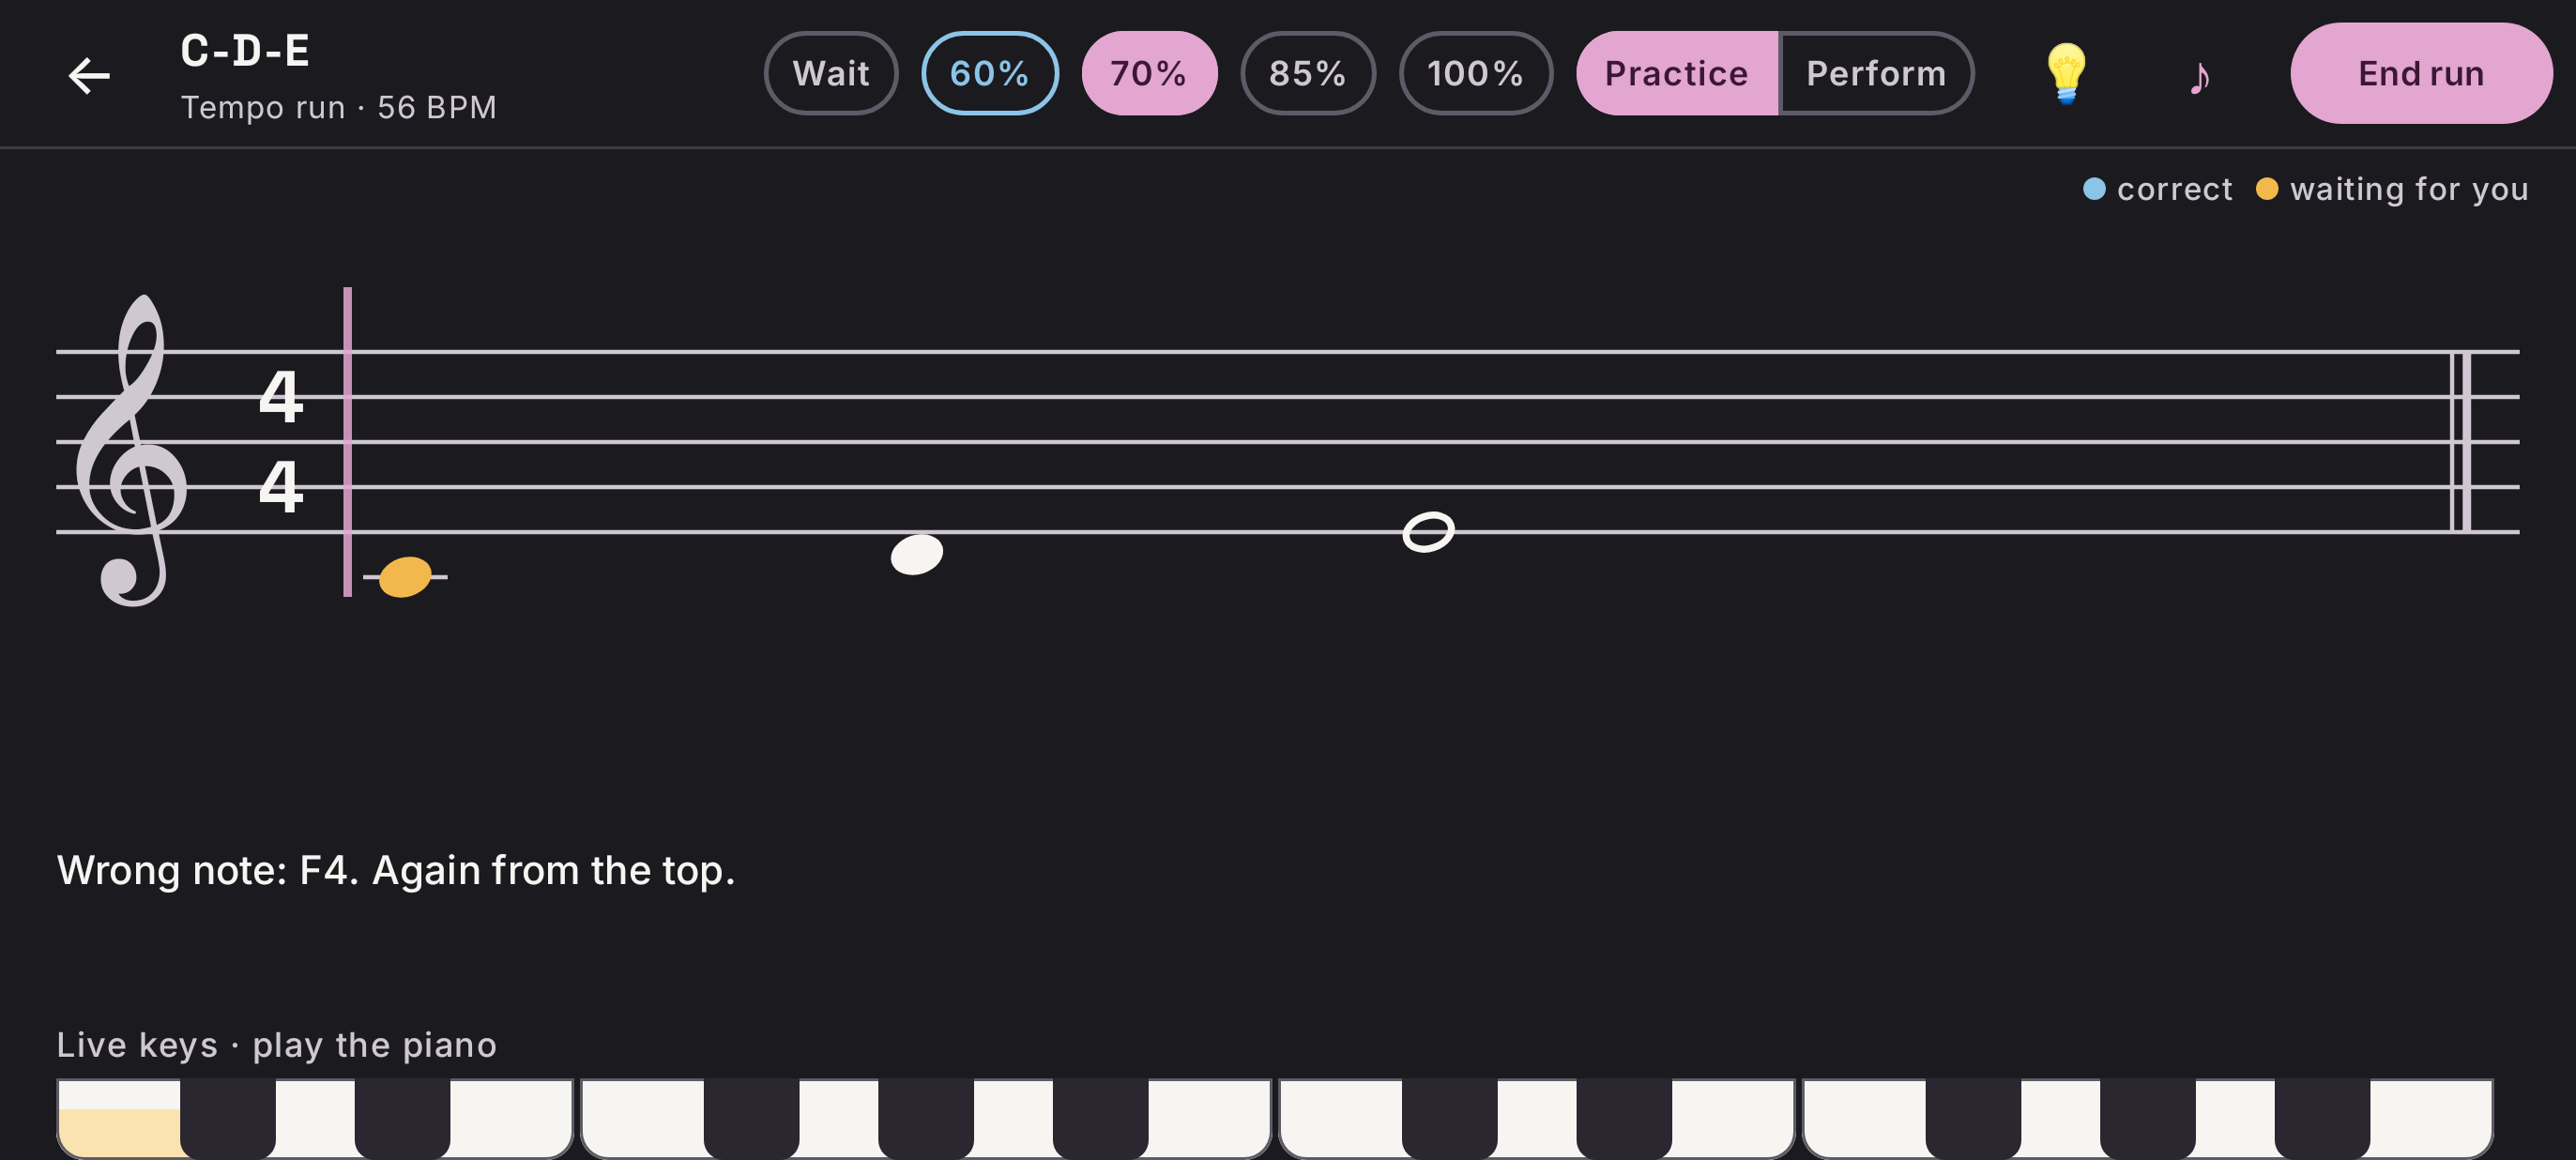 C-D-E
Tempo run · 56 BPM
Wait 60% 70% 85% 100% Practice Perform End run
correct waiting for you
4
4
Wrong note: F4. Again from the top.
Live keys · play the piano